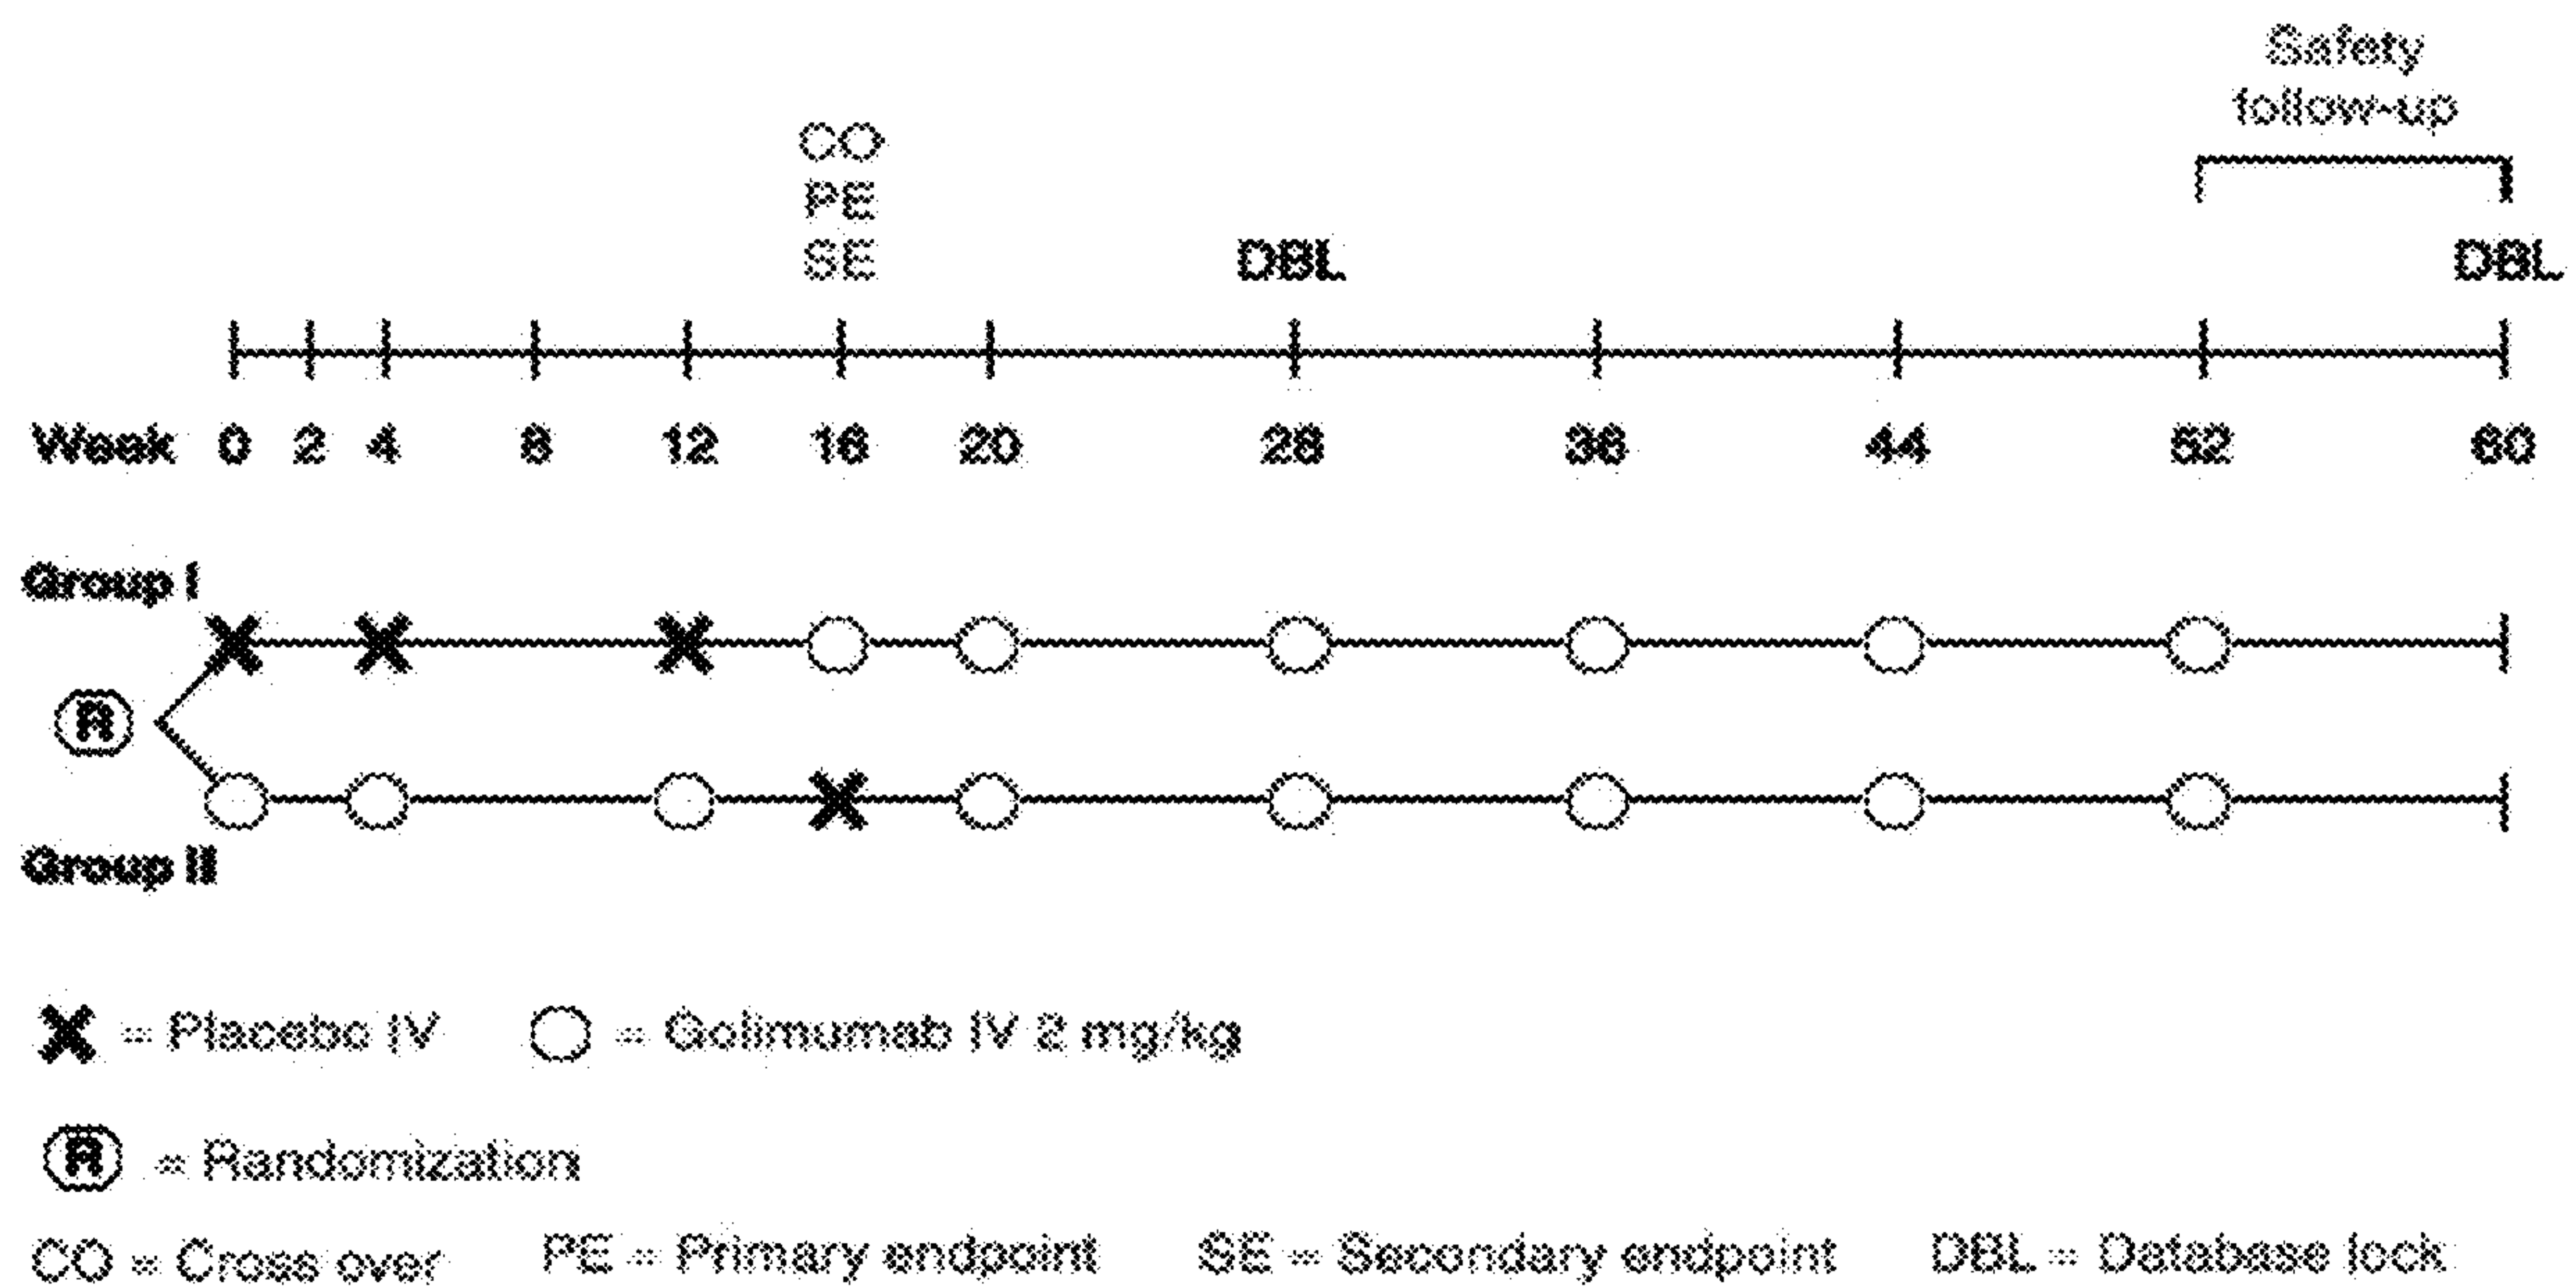 Safety
follow-up
CO
PE
SE
DBL
DBL
Week 0 2 4 8 12 16 20 28 36 44 52 60
Group I
R
Group II
= Placebo IV
= Golimumab IV 2 mg/kg
R = Randomization
CO = Cross over
PE = Primary endpoint
SE = Secondary endpoint
DBL = Database lock